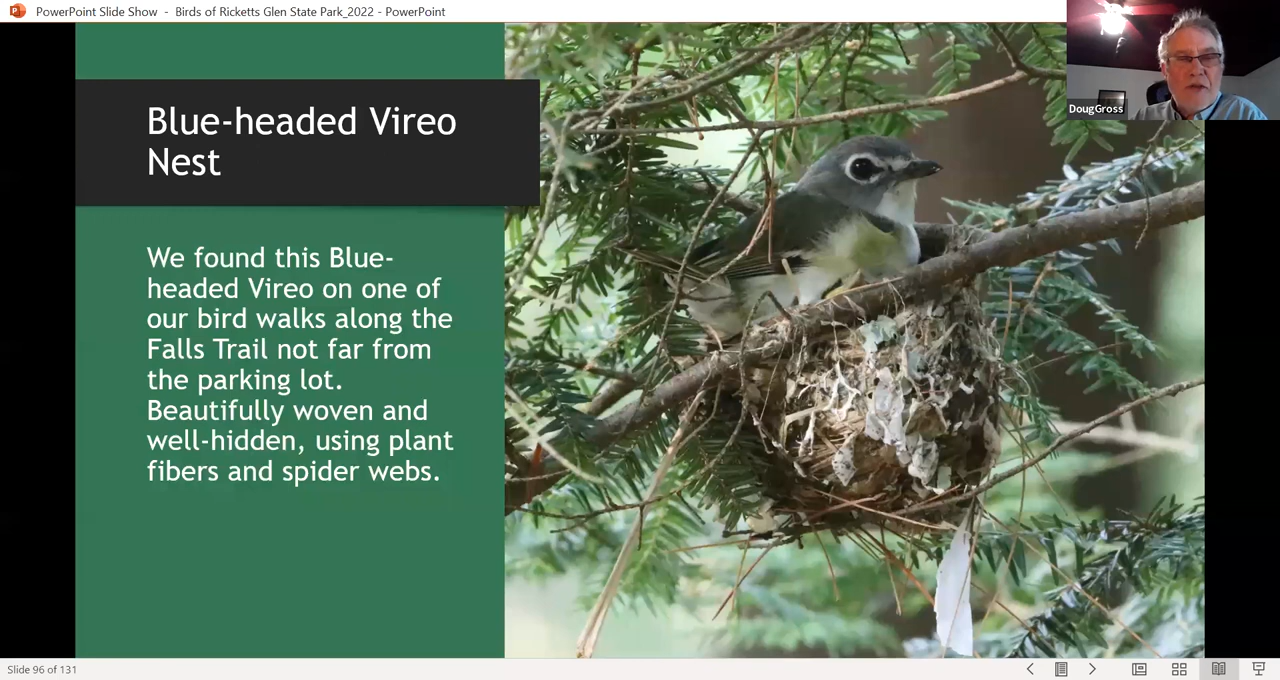 PowerPoint Slide Show - Birds of Ricketts Glen State Park_2022 - PowerPoint
DougGross
Blue-headed Vireo
Nest
We found this Blue-
headed Vireo on one of
our bird walks along the
Falls Trail not far from
the parking lot.
Beautifully woven and
well-hidden, using plant
fibers and spider webs.
Slide 96 of 131